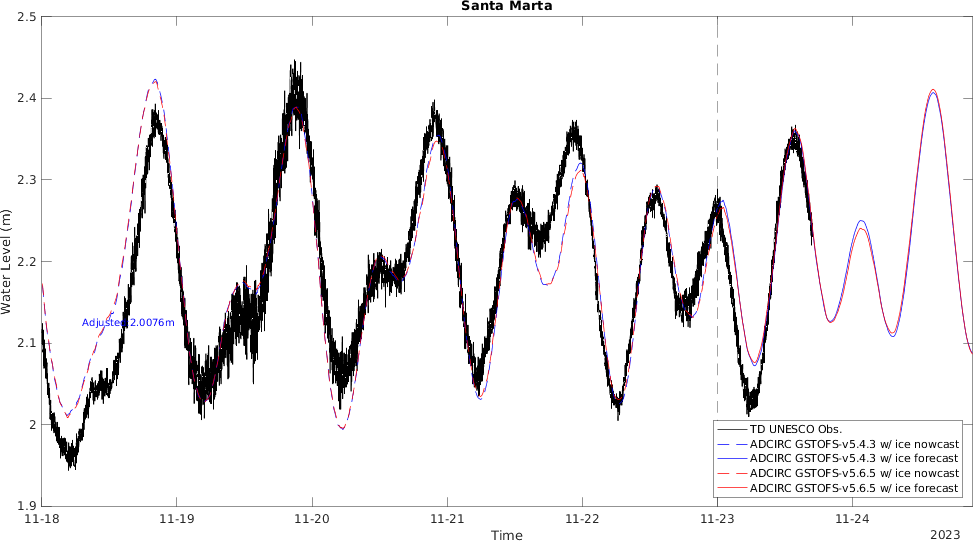 Santa Marta
2.5
2.4
2.3
2.2
2.1
2
1.9
Water Level (m)
Adjusted 2.0076m
TD UNESCO Obs.
ADCIRC GSTOFS-v5.4.3 w/ ice nowcast
ADCIRC GSTOFS-v5.4.3 w/ ice forecast
ADCIRC GSTOFS-v5.6.5 w/ ice nowcast
ADCIRC GSTOFS-v5.6.5 w/ ice forecast
11-18 11-19 11-20 11-21 11-22 11-23 11-24
Time
2023